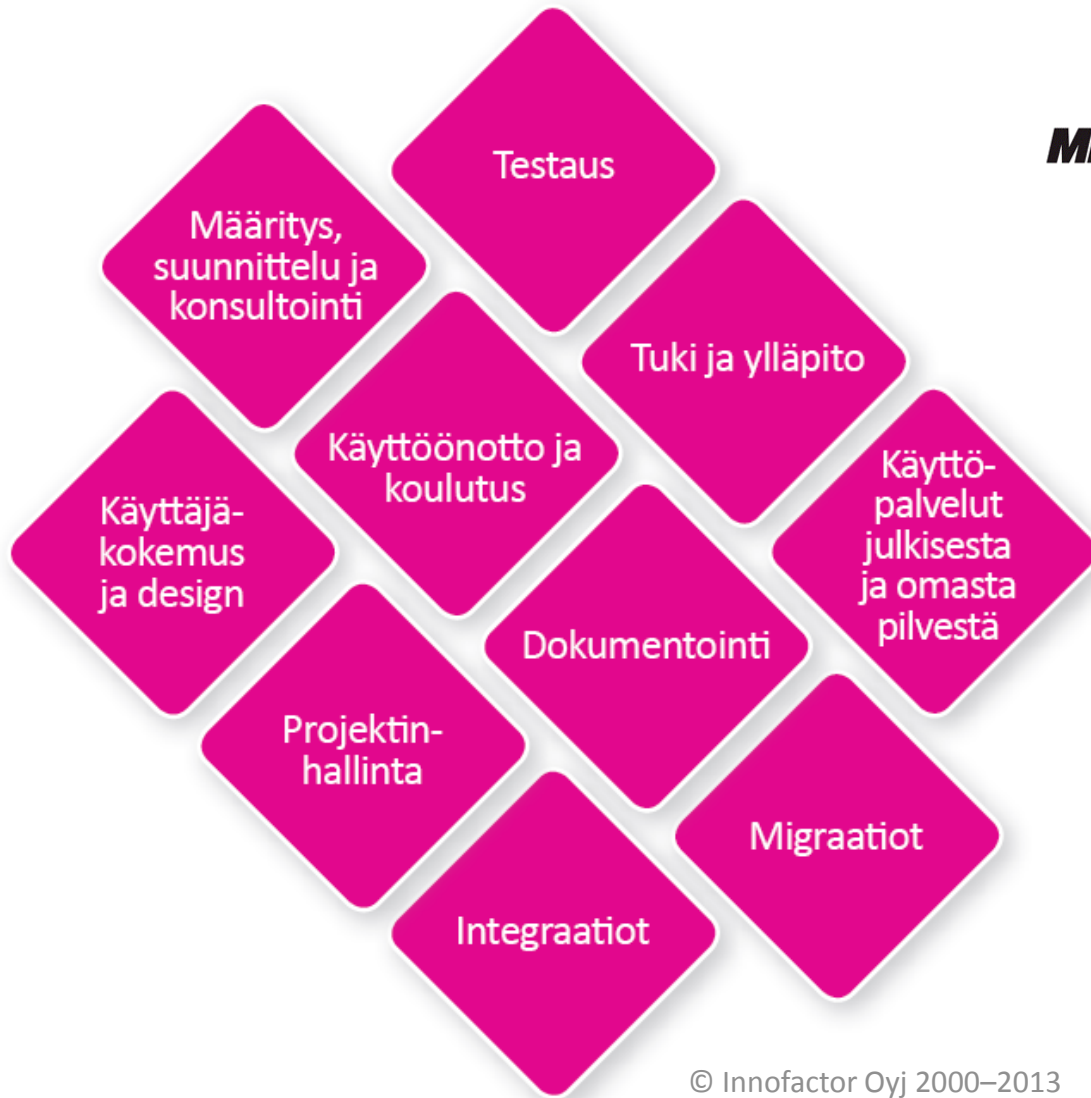 Testaus
Määritys,
suunnittelu ja
konsultointi
Tuki ja ylläpito
Käyttöönotto ja
koulutus
Käyttö-
palvelut
julkisesta
ja omasta
pilvestä
Käyttäjä-
kokemus
ja design
Dokumentointi
Projektin-
hallinta
Migraatiot
Integraatiot
© Innofactor Oyj 2000–2013